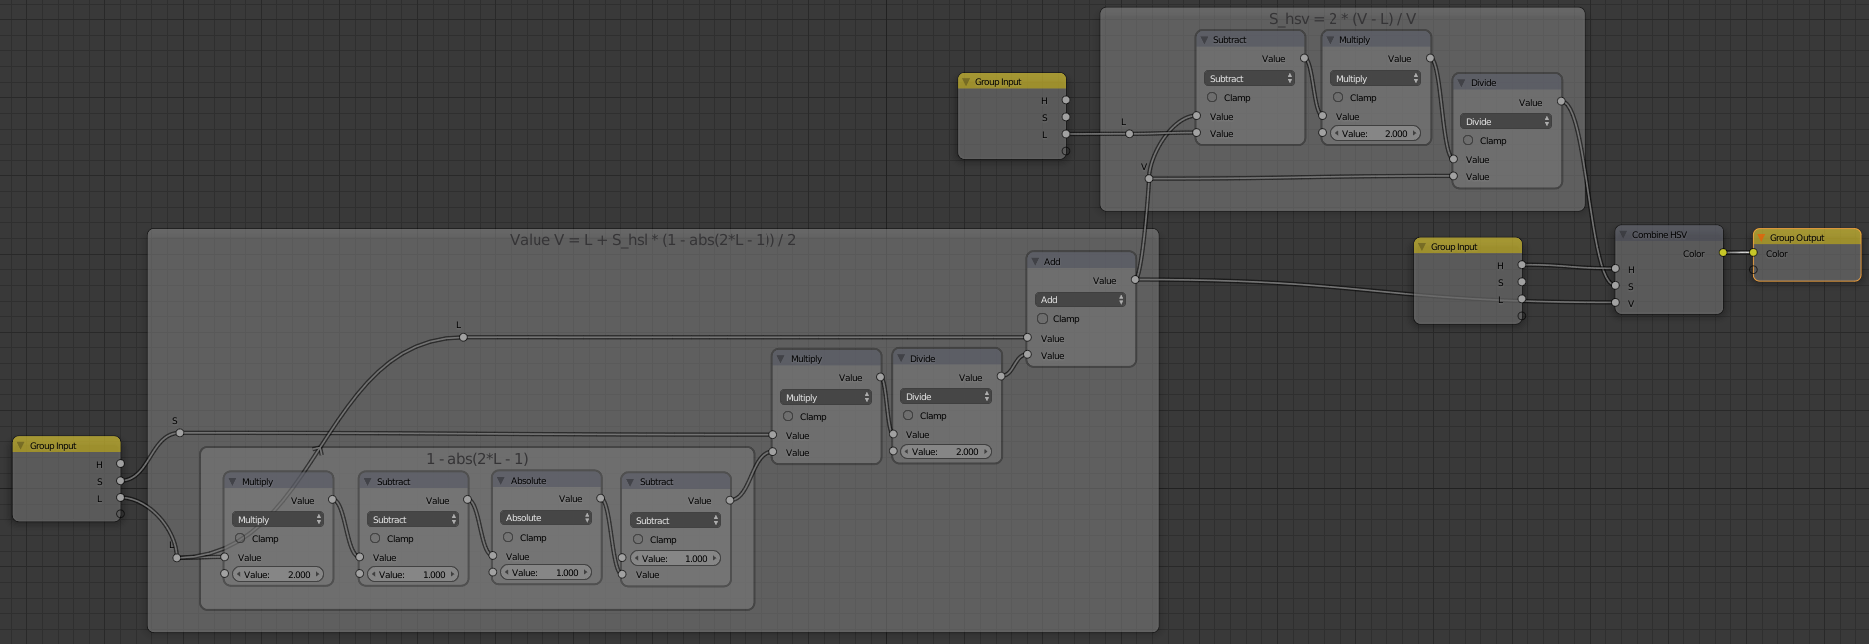 S_hsv = 2 * (V - L) / V
Subtract
Value
Subtract
Clamp
Value
Value
Multiply
Value
Multiply
Clamp
Value
Value: 2.000
Divide
Value
Divide
Clamp
Value
Value
Group Input
H
S
L
L
V
Value V = L + S_hsl * (1 - abs(2*L - 1)) / 2
Add
Value
Add
Clamp
Value
Value
Group Input
H
S
L
Combine HSV
Color
H
S
V
Group Output
Color
L
Multiply
Value
Multiply
Clamp
Value
Value
Divide
Value
Divide
Clamp
Value
Value: 2.000
S
Group Input
H
S
L
L
1 - abs(2*L - 1)
Multiply
Value
Multiply
Clamp
Value
Value: 2.000
Subtract
Value
Subtract
Clamp
Value
Value: 1.000
Absolute
Value
Absolute
Clamp
Value
Value: 1.000
Subtract
Value
Subtract
Clamp
Value: 1.000
Value